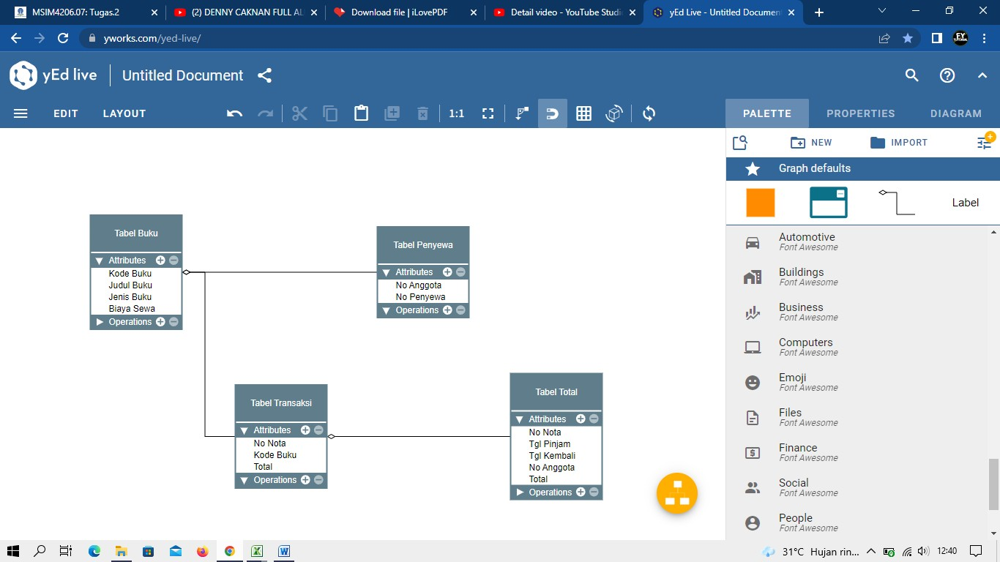 MSIM4206.07: Tugas.2
(2) DENNY CAKNAN FULL AL
Download file | iLovePDF
Detail video - YouTube Studi
yEd Live - Untitled Document
yworks.com/yed-live/
FY
TUTORIAL
yEd live
Untitled Document
EDIT
LAYOUT
1:1
PALETTE
PROPERTIES
DIAGRAM
NEW
IMPORT
Graph defaults
Label
Automotive
Font Awesome
Buildings
Font Awesome
Business
Font Awesome
Computers
Font Awesome
Emoji
Font Awesome
Files
Font Awesome
Finance
Font Awesome
Social
Font Awesome
People
Font Awesome
Tabel Buku
Attributes
Kode Buku
Judul Buku
Jenis Buku
Biaya Sewa
Operations
Tabel Penyewa
Attributes
No Anggota
No Penyewa
Operations
Tabel Transaksi
Attributes
No Nota
Kode Buku
Total
Operations
Tabel Total
Attributes
No Nota
Tgl Pinjam
Tgl Kembali
No Anggota
Total
Operations
31°C Hujan rin...
12:40